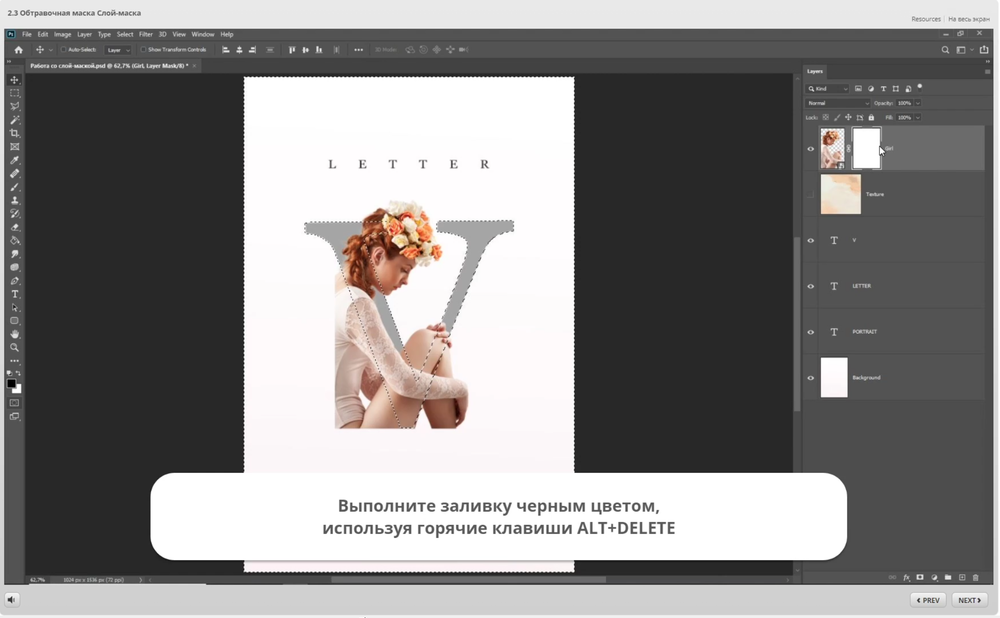 2.3 Обтравочная маска Слой-маска
Resources | На весь экран
Ps File Edit Image Layer Type Select Filter 3D View Window Help
Auto-Select: Layer Show Transform Controls 3D Mode:
Работа со слой-маской.psd @ 62,7% (Girl, Layer Mask/8) *
Layers
Kind
Normal Opacity: 100%
Lock: Fill: 100%
Girl
Texture
V
LETTER
PORTRAIT
Background
LETTER
Выполните заливку черным цветом,
используя горячие клавиши ALT+DELETE
62,7% 1024 px x 1536 px (72 ppi)
fx
PREV NEXT